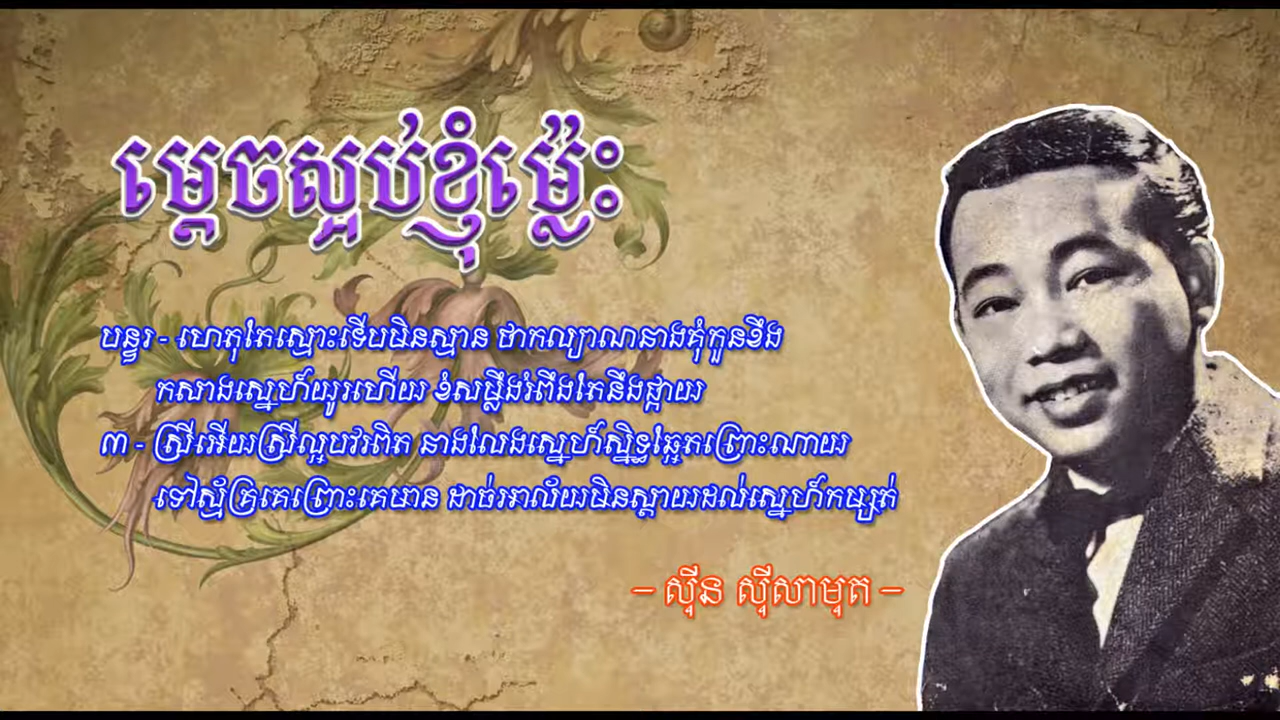 ម្ដេចស្អប់ខ្ញុំម៉្លេះ
បន្ទរ - ហេតុតែស្មោះទើបមិនស្មាន ថាកល្យាណនាងគុំកួនខឹង
កសាងស្នេហ៍យូរហើយ ខំសម្លឹងរំពឹងតែនឹងផ្កាយ
៣ - ស្រីអើយស្រីល្អបវរពិត នាងលែងស្នេហ៍ស្និទ្ធឆ្អែតព្រោះណាយ
ទៅស្ម័គ្រគេព្រោះគេមាន ដាច់អាល័យមិនស្ដាយដល់ស្នេហ៍កម្សត់
– ស៊ីន ស៊ីសាមុត –